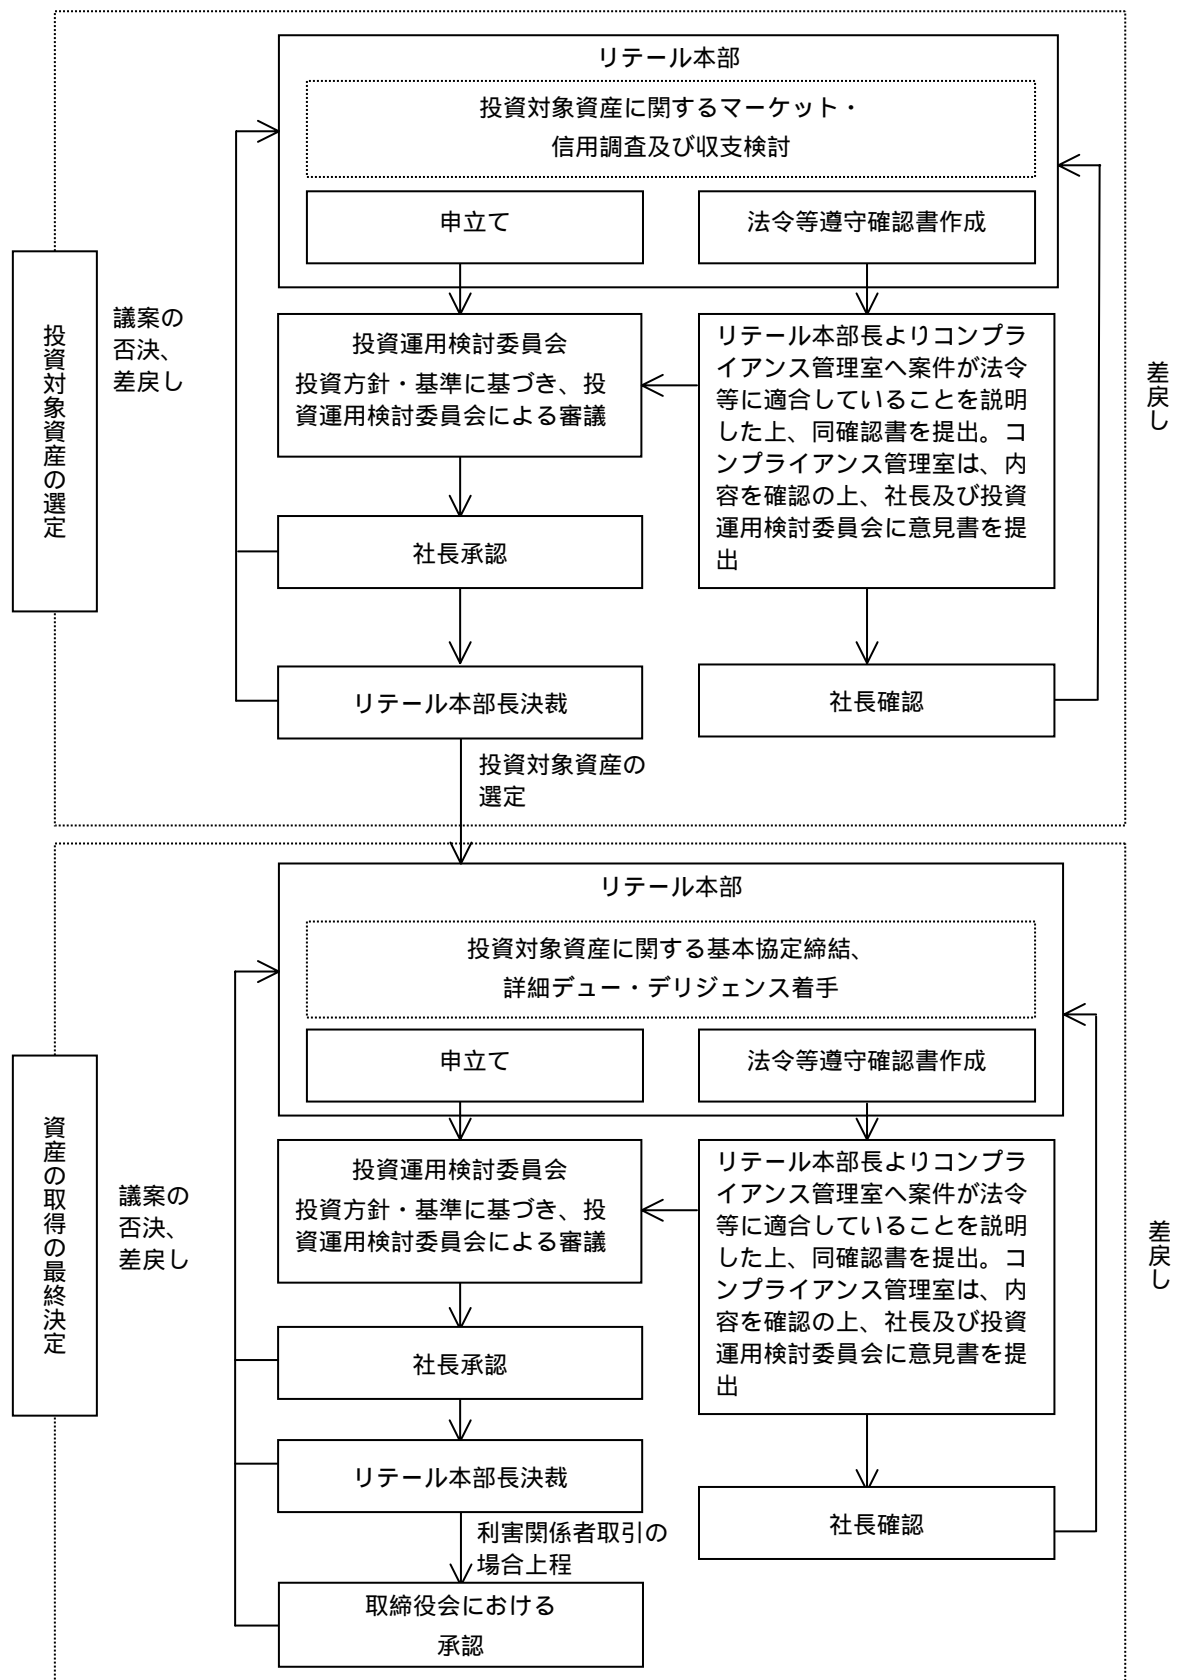 リテール本部
投資対象資産に関するマーケット・
信用調査及び収支検討
申立て
法令等遵守確認書作成
投資対象資産の選定
議案の
否決、
差戻し
投資運用検討委員会
投資方針・基準に基づき、投
資運用検討委員会による審議
リテール本部長よりコンプラ
イアンス管理室へ案件が法令
等に適合していることを説明
した上、同確認書を提出。コ
ンプライアンス管理室は、内
容を確認の上、社長及び投資
運用検討委員会に意見書を提
出
差戻し
社長承認
リテール本部長決裁
社長確認
投資対象資産の
選定
リテール本部
投資対象資産に関する基本協定締結、
詳細デュー・デリジェンス着手
申立て
法令等遵守確認書作成
資産の取得の最終決定
議案の
否決、
差戻し
投資運用検討委員会
投資方針・基準に基づき、投
資運用検討委員会による審議
リテール本部長よりコンプラ
イアンス管理室へ案件が法令
等に適合していることを説明
した上、同確認書を提出。コ
ンプライアンス管理室は、内
容を確認の上、社長及び投資
運用検討委員会に意見書を提
出
差戻し
社長承認
リテール本部長決裁
社長確認
利害関係者取引の
場合上程
取締役会における
承認